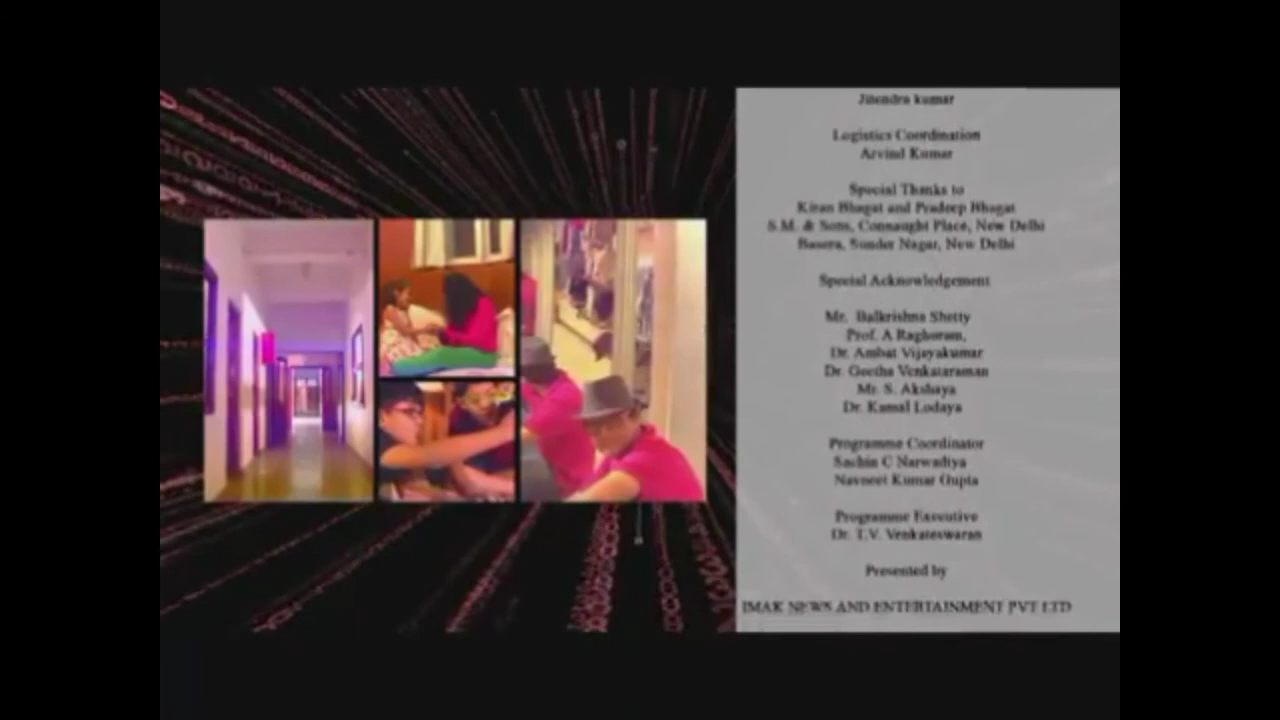 Jitendra kumar
Logistics Coordination
Arvind Kumar
Special Thanks to
Kiran Bhagat and Pradeep Bhagat
S.M. & Sons, Connaught Place, New Delhi
Basera, Sunder Nagar, New Delhi
Special Acknowledgement
Mr. Balkrishna Shetty
Prof. A Raghuram,
Dr. Ambat Vijayakumar
Dr. Geetha Venkataraman
Mr. S. Akshaya
Dr. Kamal Lodaya
Programme Coordinator
Sachin C Narwadiya
Navneet Kumar Gupta
Programme Executive
Dr. T.V. Venkateswaran
Presented by
IMAK NEWS AND ENTERTAINMENT PVT LTD